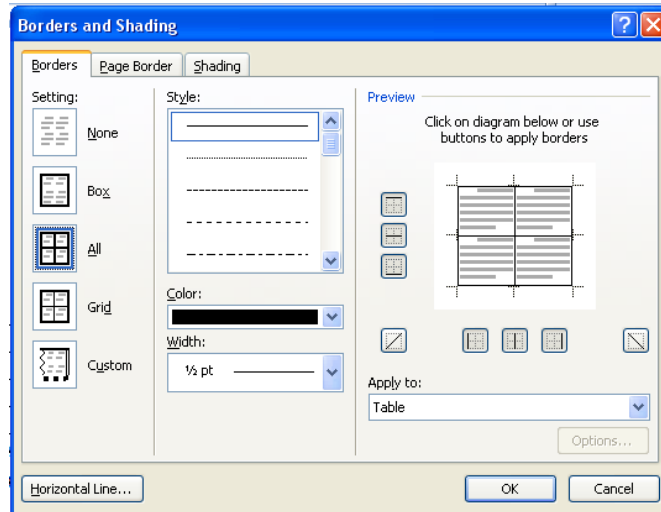 Borders and Shading
Borders
Page Border
Shading
Setting:
None
Box
All
Grid
Custom
Style:
Color:
Width:
½ pt
Preview
Click on diagram below or use
buttons to apply borders
Apply to:
Table
Options...
Horizontal Line...
OK
Cancel